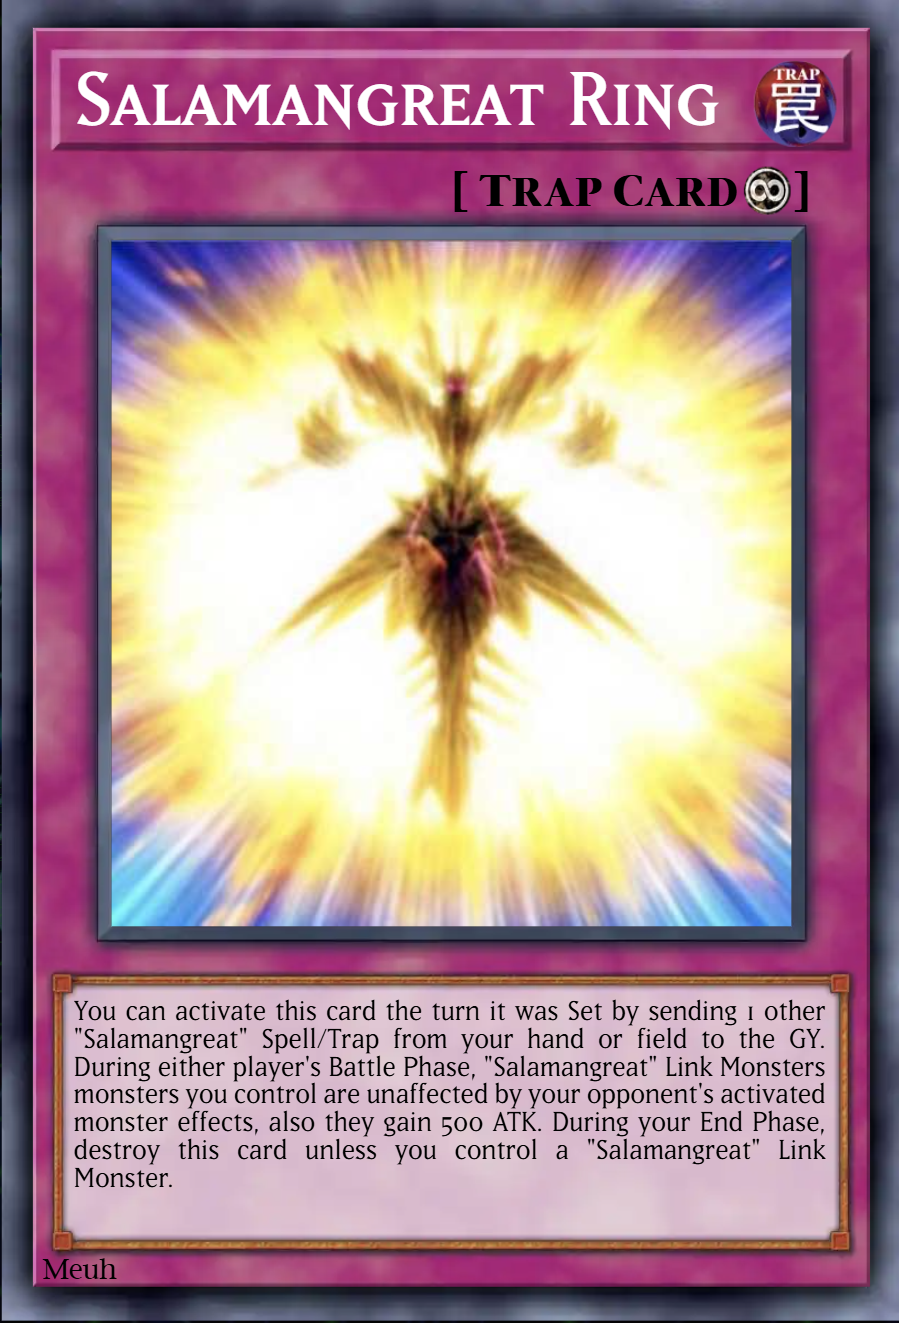 Salamangreat Ring
TRAP
罠
[ Trap Card ]
You can activate this card the turn it was Set by sending 1 other
"Salamangreat" Spell/Trap from your hand or field to the GY.
During either player's Battle Phase, "Salamangreat" Link Monsters
monsters you control are unaffected by your opponent's activated
monster effects, also they gain 500 ATK. During your End Phase,
destroy this card unless you control a "Salamangreat" Link
Monster.
Meuh